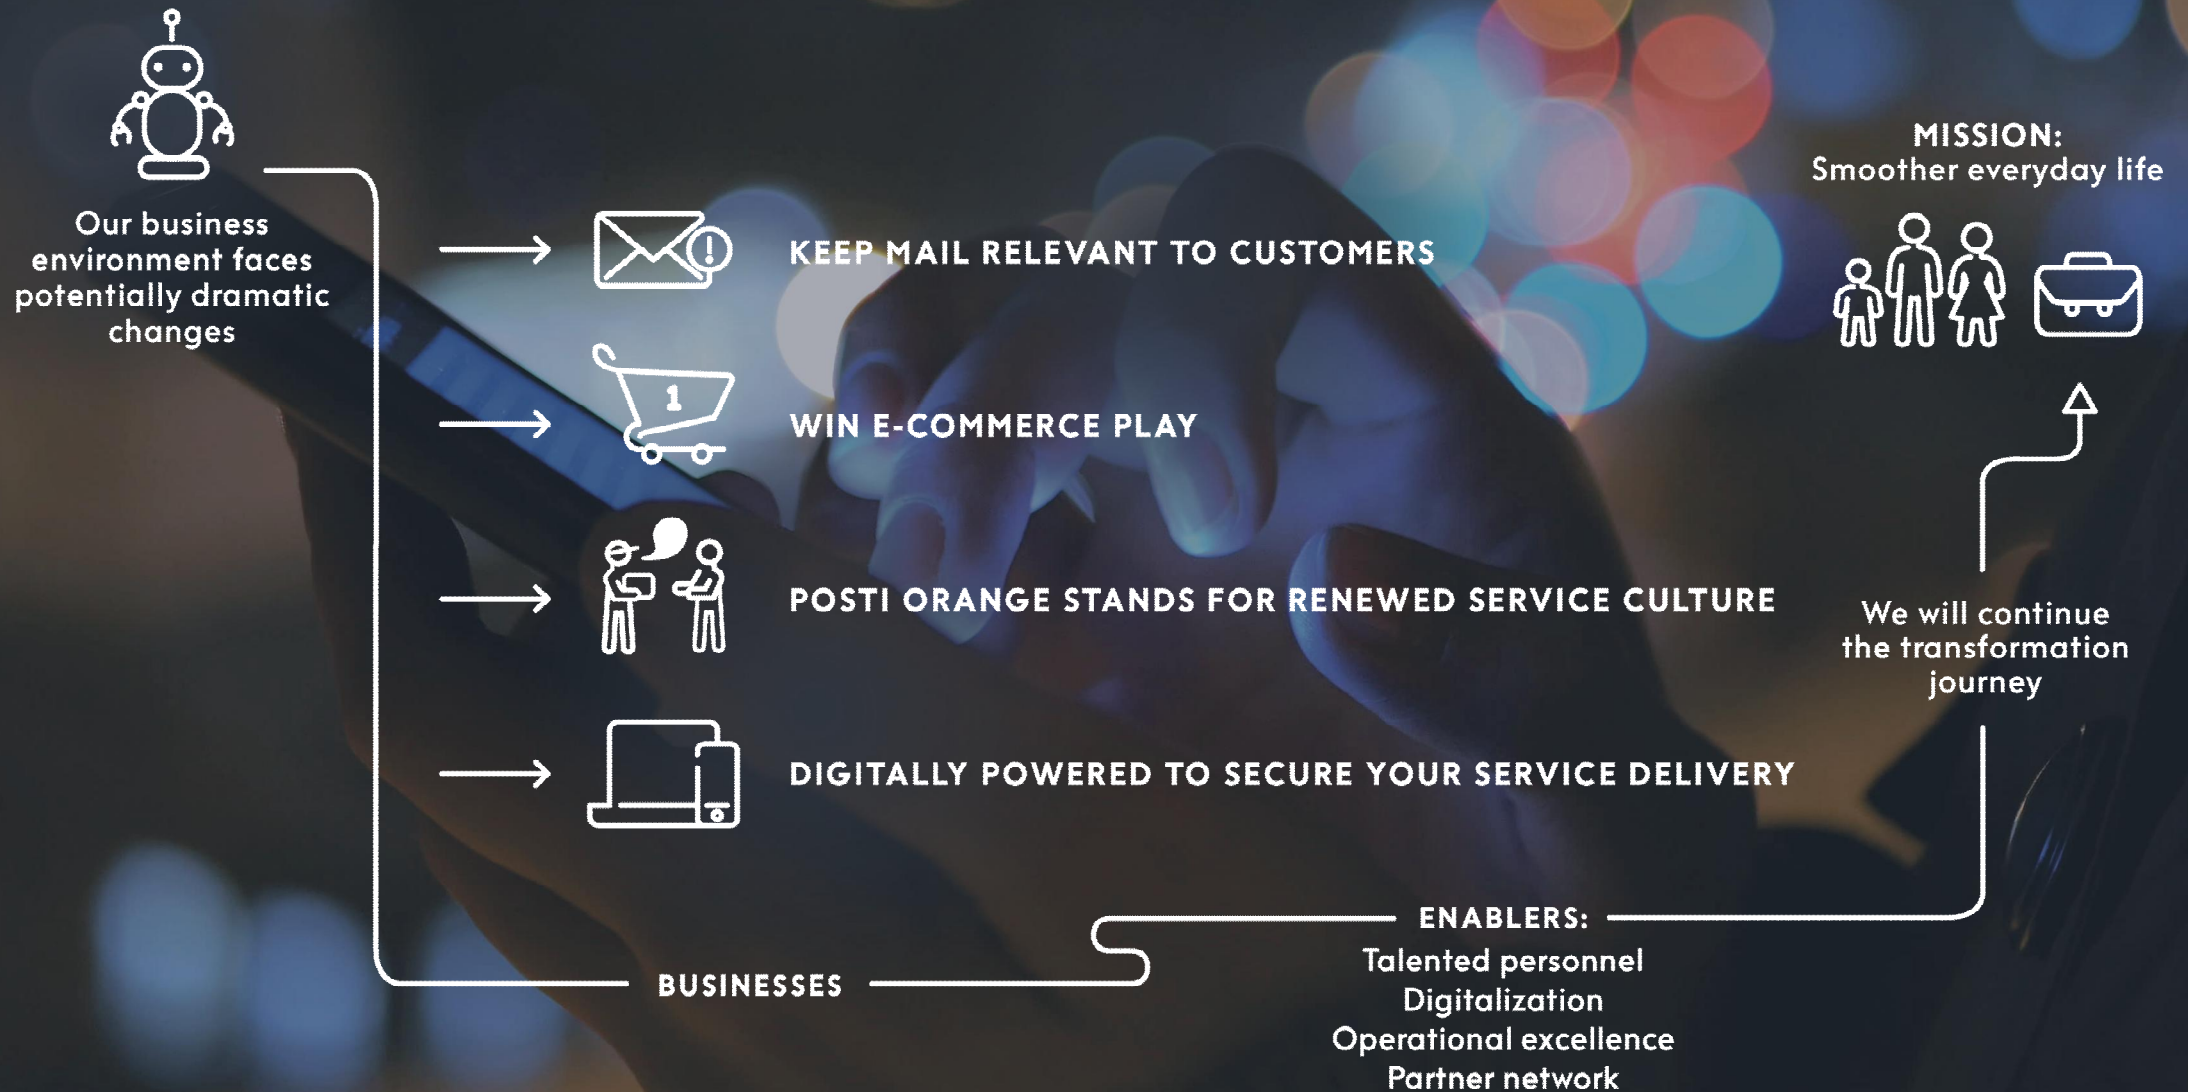 Our business
environment faces
potentially dramatic
changes
KEEP MAIL RELEVANT TO CUSTOMERS
1
WIN E-COMMERCE PLAY
POSTI ORANGE STANDS FOR RENEWED SERVICE CULTURE
DIGITALLY POWERED TO SECURE YOUR SERVICE DELIVERY
BUSINESSES
ENABLERS:
Talented personnel
Digitalization
Operational excellence
Partner network
We will continue
the transformation
journey
MISSION:
Smoother everyday life